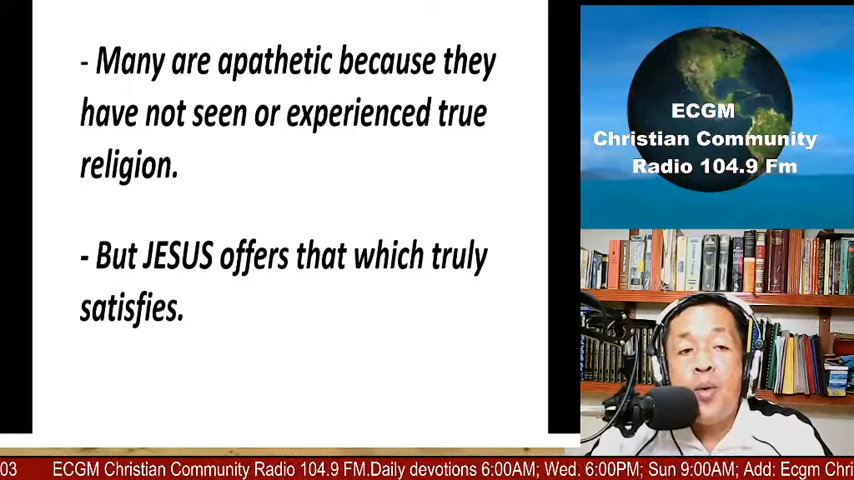 - Many are apathetic because they
have not seen or experienced true
religion.
- But JESUS offers that which truly
satisfies.
ECGM
Christian Community
Radio 104.9 Fm
03 ECGM Christian Community Radio 104.9 FM.Daily devotions 6:00AM; Wed. 6:00PM; Sun 9:00AM; Add: Ecgm Chri